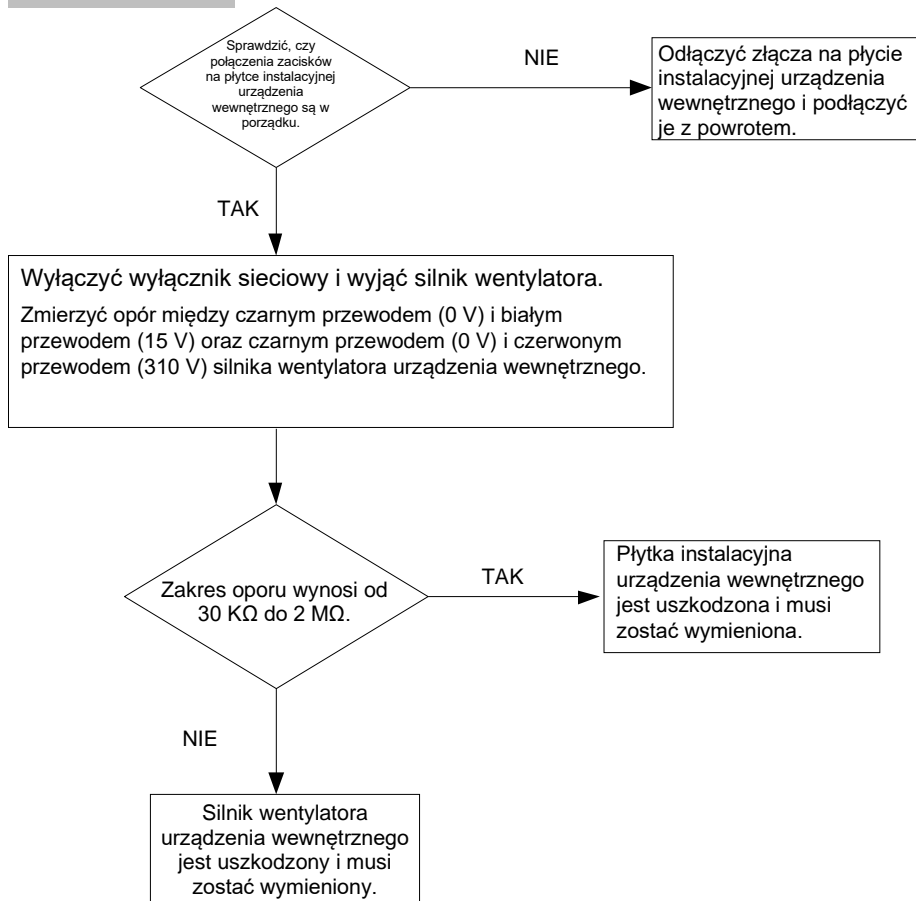 Sprawdzić, czy
połączenia zacisków
na płytce instalacyjnej
urządzenia
wewnętrznego są w
porządku.
NIE
Odłączyć złącza na płycie
instalacyjnej urządzenia
wewnętrznego i podłączyć
je z powrotem.
TAK
Wyłączyć wyłącznik sieciowy i wyjąć silnik wentylatora.
Zmierzyć opór między czarnym przewodem (0 V) i białym
przewodem (15 V) oraz czarnym przewodem (0 V) i czerwonym
przewodem (310 V) silnika wentylatora urządzenia wewnętrznego.
Zakres oporu wynosi od
30 KΩ do 2 MΩ.
TAK
Płytka instalacyjna
urządzenia wewnętrznego
jest uszkodzona i musi
zostać wymieniona.
NIE
Silnik wentylatora
urządzenia wewnętrznego
jest uszkodzony i musi
zostać wymieniony.